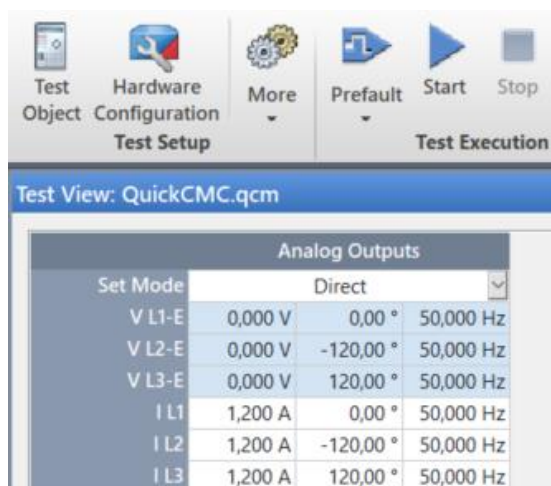 Test Object
Hardware Configuration
More
Prefault
Start
Stop
Test Setup
Test Execution
Test View: QuickCMC.qcm
Analog Outputs
Set Mode Direct
V L1-E 0,000 V 0,00 ° 50,000 Hz
V L2-E 0,000 V -120,00 ° 50,000 Hz
V L3-E 0,000 V 120,00 ° 50,000 Hz
I L1 1,200 A 0,00 ° 50,000 Hz
I L2 1,200 A -120,00 ° 50,000 Hz
I L3 1,200 A 120,00 ° 50,000 Hz